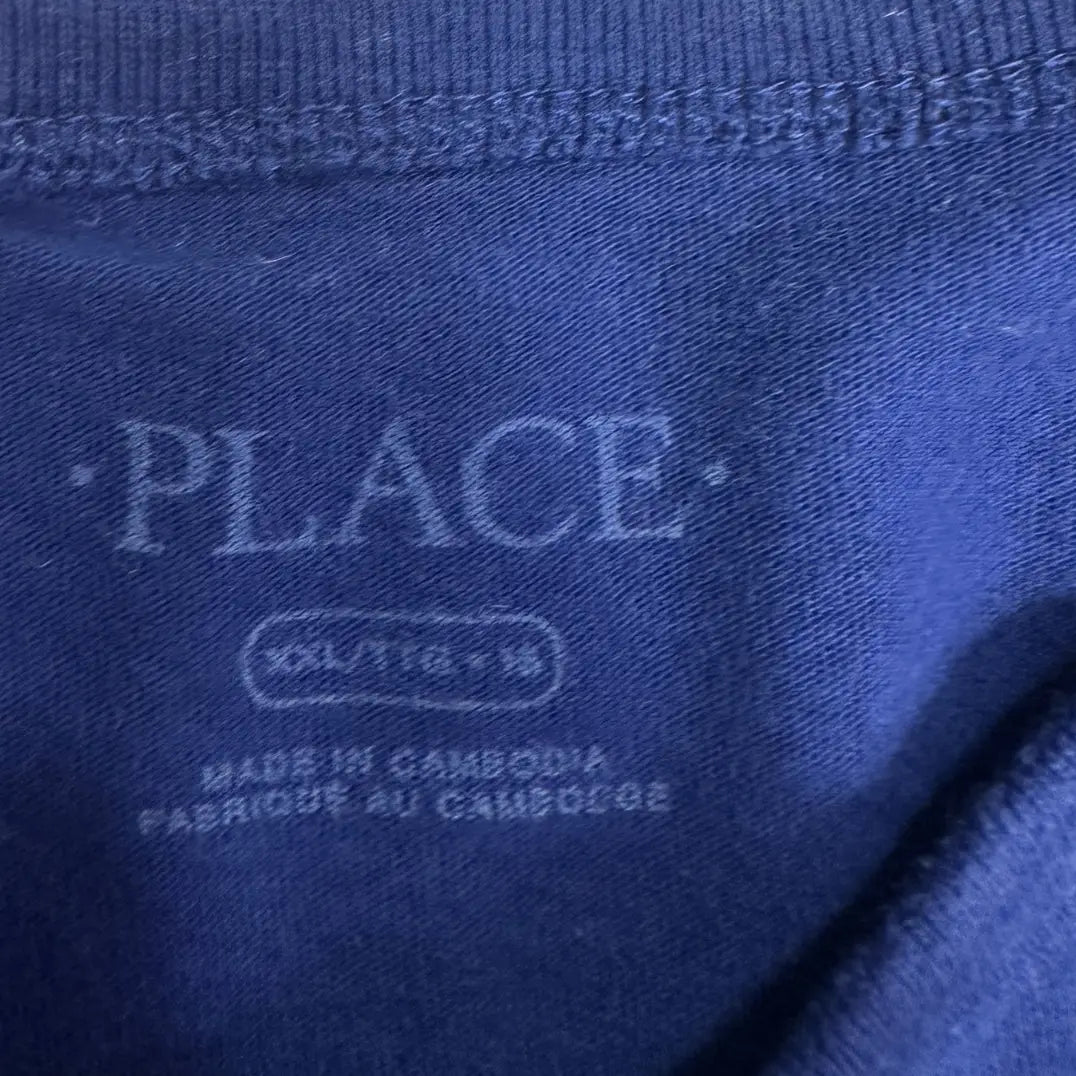 ·PLACE·
XXL/TTG • 16
MADE IN CAMBODIA
FABRIQUÉ AU CAMBODGE